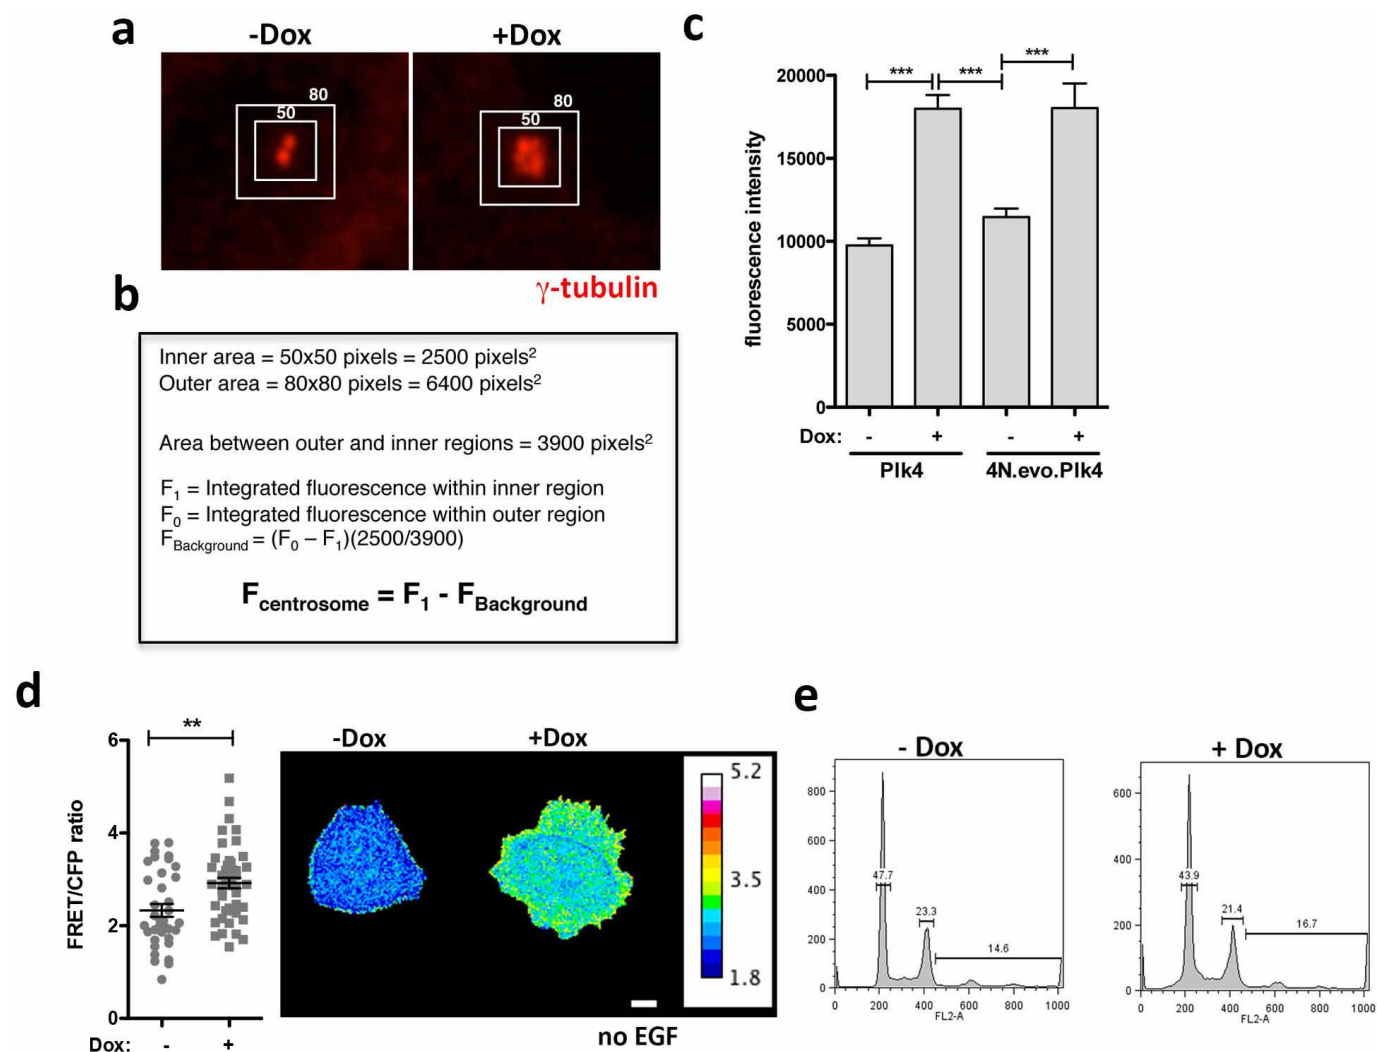 a
-Dox
+Dox
80
50
80
50
γ-tubulin
b
Inner area = 50x50 pixels = 2500 pixels²
Outer area = 80x80 pixels = 6400 pixels²
Area between outer and inner regions = 3900 pixels²
F₁ = Integrated fluorescence within inner region
F₀ = Integrated fluorescence within outer region
F_Background = (F₀ – F₁)(2500/3900)
F_centrosome = F₁ - F_Background
c
***
***
***
20000
15000
10000
5000
0
fluorescence intensity
Dox: - + - +
Plk4 4N.evo.Plk4
d
**
6
4
2
0
FRET/CFP ratio
Dox: - +
-Dox
+Dox
5.2
3.5
1.8
no EGF
e
- Dox
800
600
400
200
0
47.7
23.3
14.6
0 200 400 600 800 1000
FL2-A
+ Dox
600
400
200
0
43.9
21.4
16.7
0 200 400 600 800 1000
FL2-A